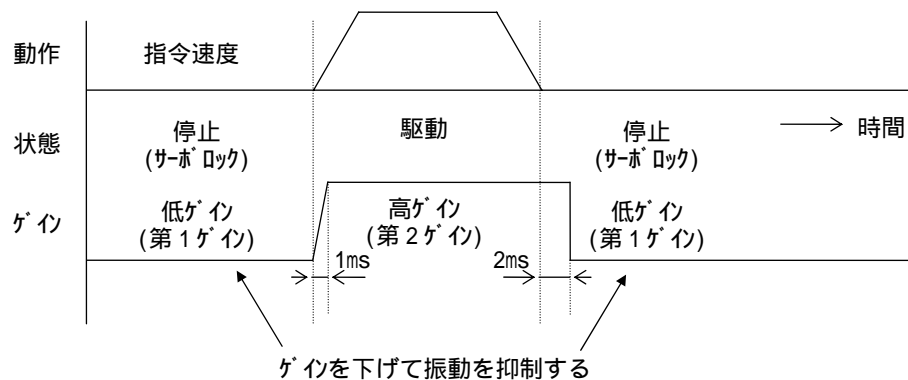 動作
指令速度
状態
停止
(ｻｰﾎﾞﾛｯｸ)
駆動
停止
(ｻｰﾎﾞﾛｯｸ)
時間
ｹﾞｲﾝ
低ｹﾞｲﾝ
(第1ｹﾞｲﾝ)
高ｹﾞｲﾝ
(第2ｹﾞｲﾝ)
低ｹﾞｲﾝ
(第1ｹﾞｲﾝ)
1ms
2ms
ｹﾞｲﾝを下げて振動を抑制する